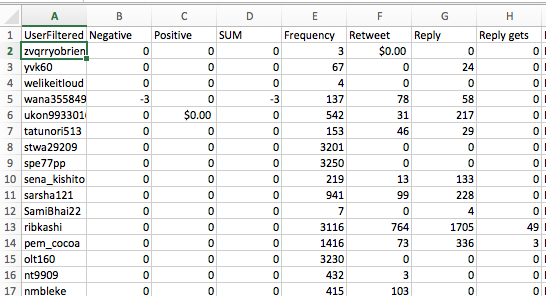 A B C D E F G H
1 UserFiltered Negative Positive SUM Frequency Retweet Reply Reply gets
2 zvqrryobrien 0 0 0 3 $0.00 0 0
3 yvk60 0 0 0 67 0 24 0
4 welikeitloud 0 0 0 4 0 0 0
5 wana355849 -3 0 -3 137 78 58 0
6 ukon993301 0 $0.00 0 542 31 217 0
7 tatunori513 0 0 0 153 46 29 0
8 stwa29209 0 0 0 3201 0 0 0
9 spe77pp 0 0 0 3250 0 0 0
10 sena_kishito 0 0 0 219 13 133 0
11 sarsha121 0 0 0 941 99 228 0
12 SamiBhai22 0 0 0 7 0 4 0
13 ribkashi 0 0 0 3116 764 1705 49
14 pem_cocoa 0 0 0 1416 73 336 3
15 olt160 0 0 0 3230 0 0 0
16 nt9909 0 0 0 432 3 0 0
17 nmbleke 0 0 0 415 103 0 0